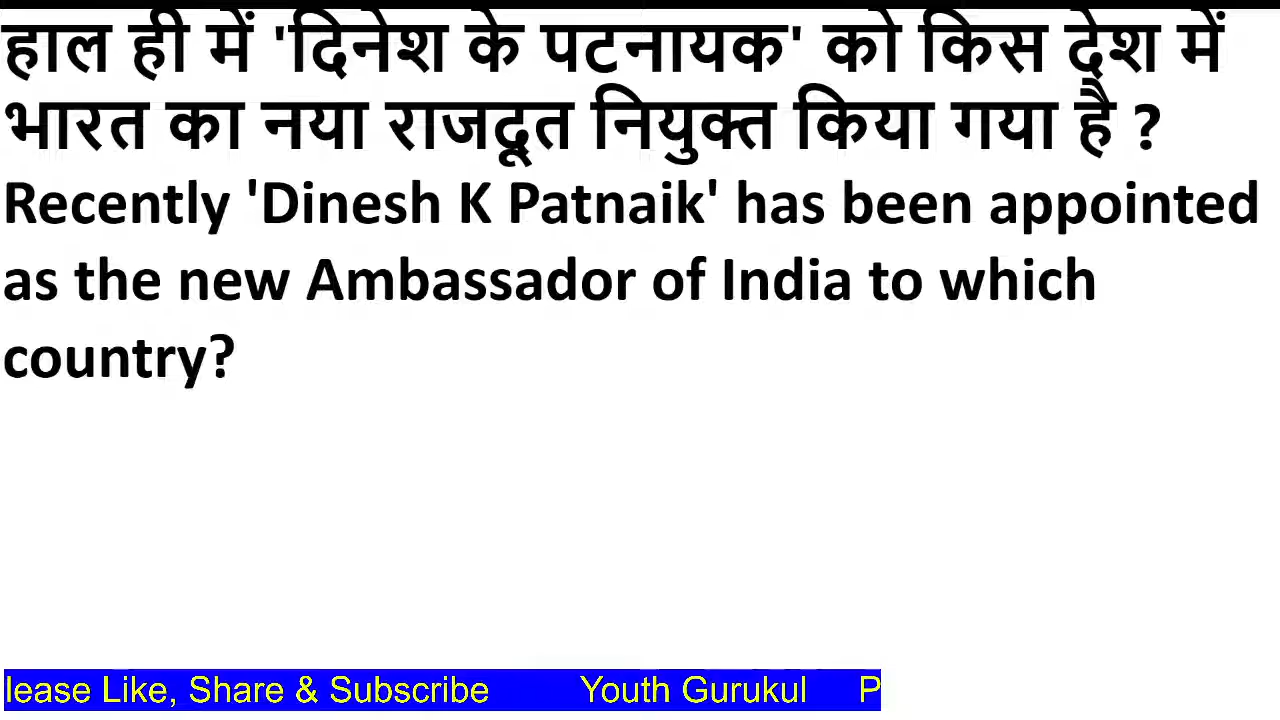 हाल ही में 'दिनेश के पटनायक' को किस देश में
भारत का नया राजदूत नियुक्त किया गया है ?
Recently 'Dinesh K Patnaik' has been appointed
as the new Ambassador of India to which
country?
lease Like, Share & Subscribe Youth Gurukul P